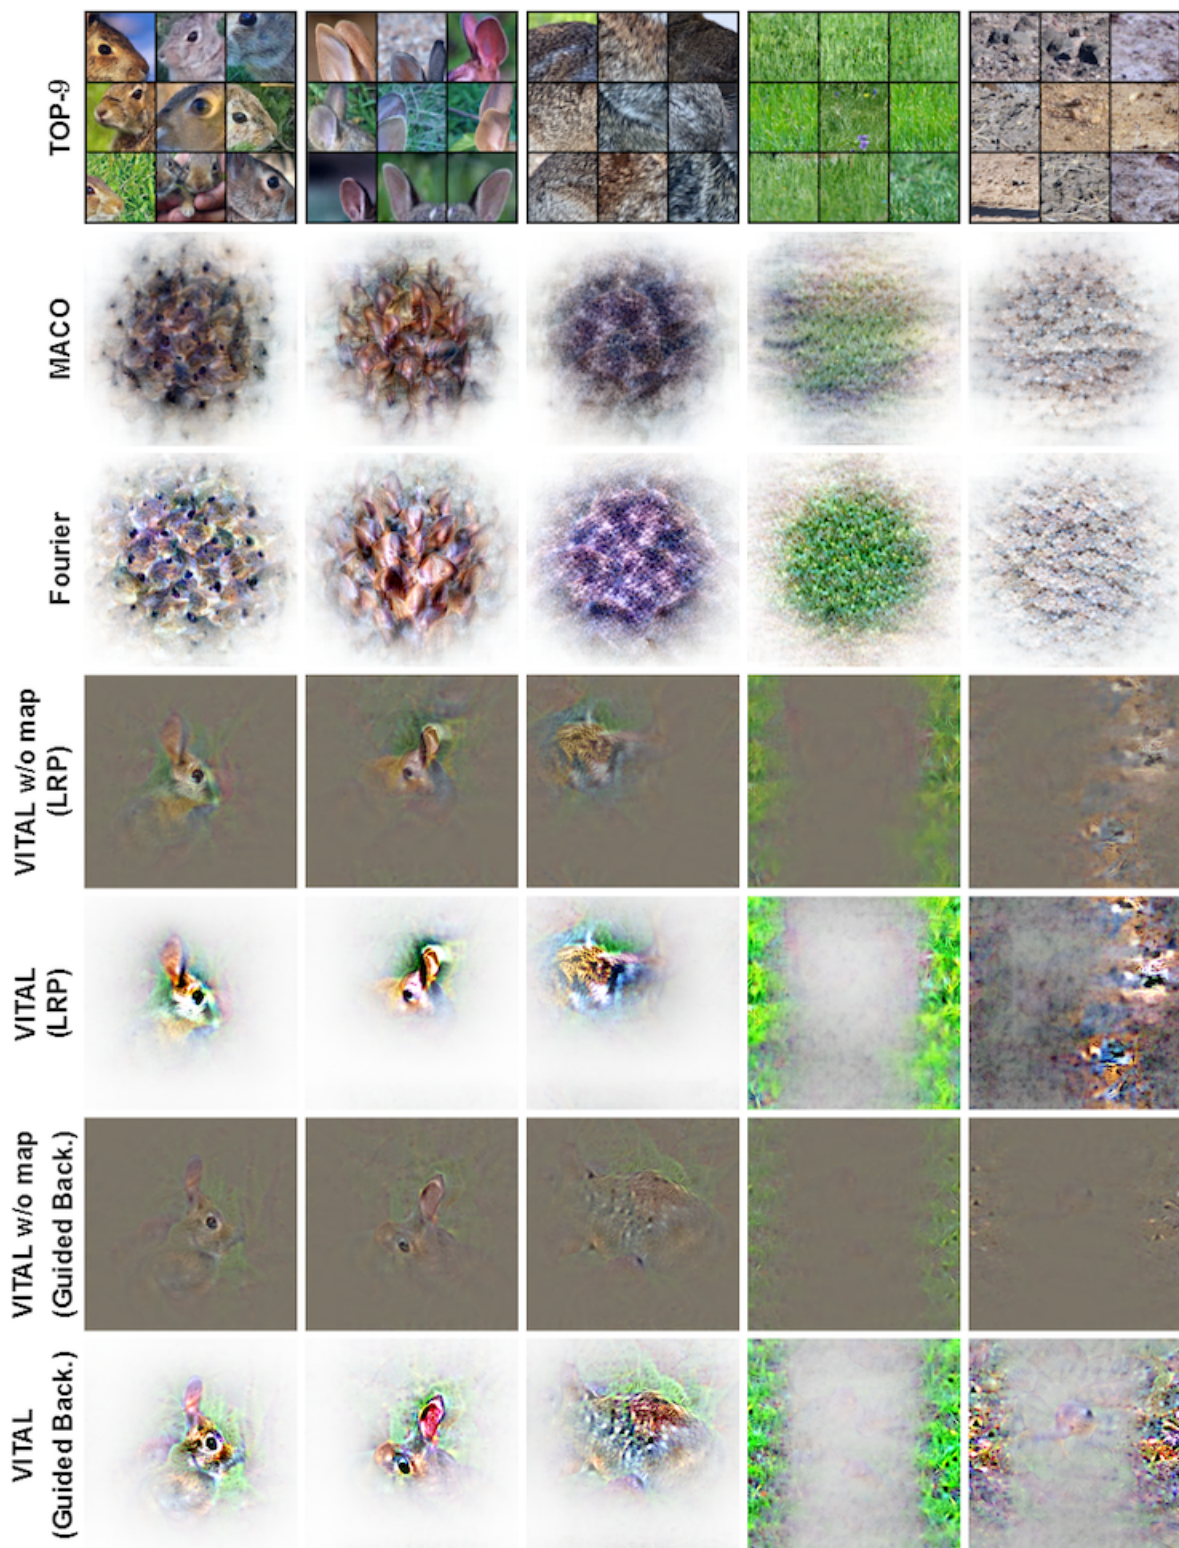 TOP-9
MACO
Fourier
VITAL w/o map
(LRP)
VITAL
(LRP)
VITAL w/o map
(Guided Back.)
VITAL
(Guided Back.)